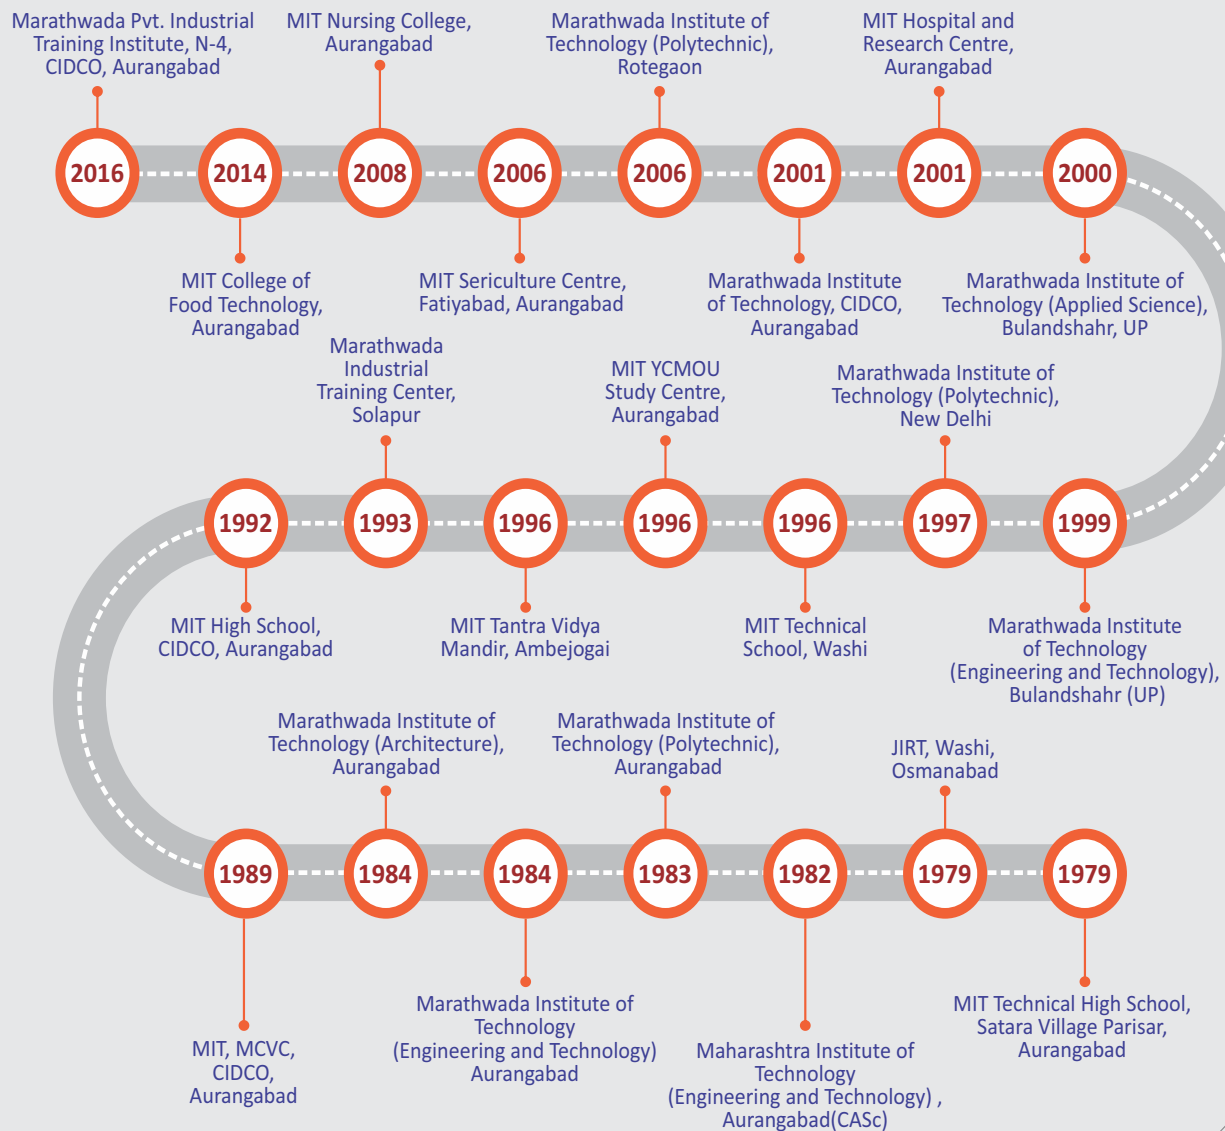 Marathwada Pvt. Industrial
Training Institute, N-4,
CIDCO, Aurangabad
MIT Nursing College,
Aurangabad
Marathwada Institute of
Technology (Polytechnic),
Rotegaon
MIT Hospital and
Research Centre,
Aurangabad
2016
2014
2008
2006
2006
2001
2001
2000
MIT College of
Food Technology,
Aurangabad
MIT Sericulture Centre,
Fatiyabad, Aurangabad
Marathwada Institute
of Technology, CIDCO,
Aurangabad
Marathwada Institute of
Technology (Applied Science),
Bulandshahr, UP
Marathwada
Industrial
Training Center,
Solapur
MIT YCMOU
Study Centre,
Aurangabad
Marathwada Institute of
Technology (Polytechnic),
New Delhi
1992
1993
1996
1996
1996
1997
1999
MIT High School,
CIDCO, Aurangabad
MIT Tantra Vidya
Mandir, Ambejogai
MIT Technical
School, Washi
Marathwada Institute
of Technology
(Engineering and Technology),
Bulandshahr (UP)
Marathwada Institute of
Technology (Architecture),
Aurangabad
Marathwada Institute of
Technology (Polytechnic),
Aurangabad
JIRT, Washi,
Osmanabad
1989
1984
1984
1983
1982
1979
1979
MIT, MCVC,
CIDCO,
Aurangabad
Marathwada Institute of
Technology
(Engineering and Technology)
Aurangabad
Maharashtra Institute of
Technology
(Engineering and Technology) ,
Aurangabad(CASc)
MIT Technical High School,
Satara Village Parisar,
Aurangabad